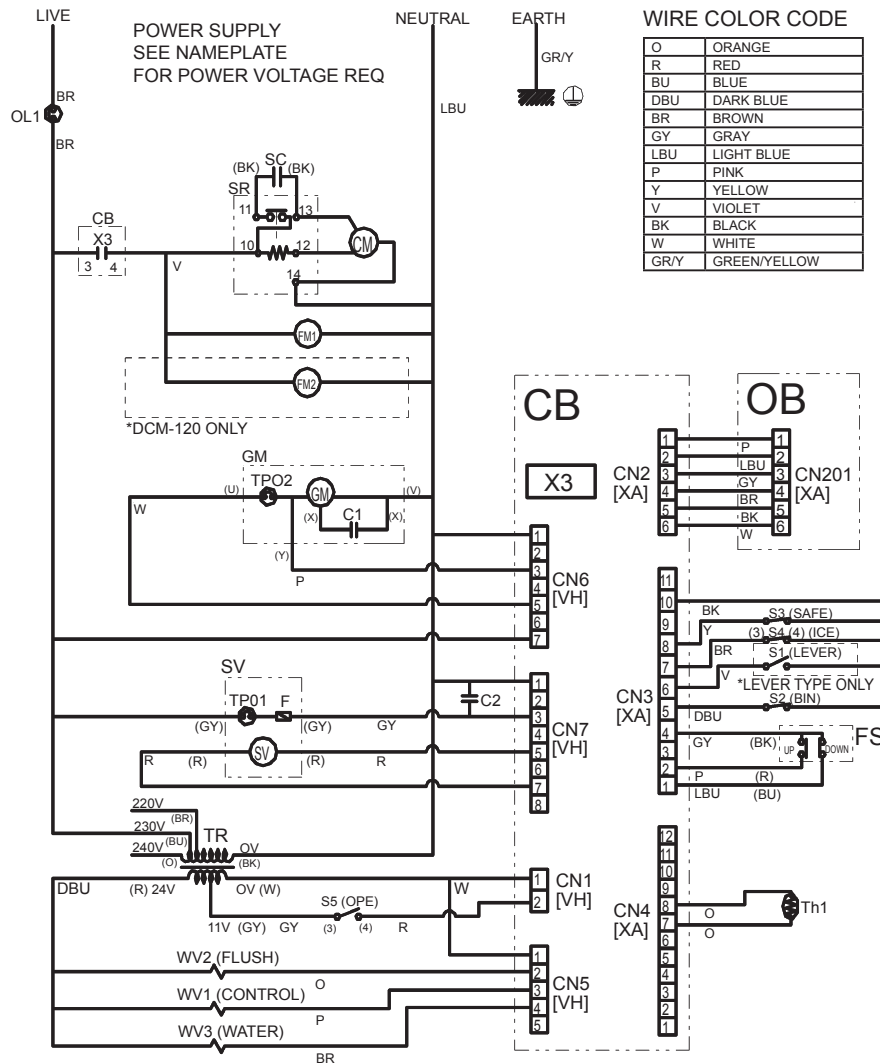 LIVE
NEUTRAL
EARTH
POWER SUPPLY
SEE NAMEPLATE
FOR POWER VOLTAGE REQ
WIRE COLOR CODE
O ORANGE
R RED
BU BLUE
DBU DARK BLUE
BR BROWN
GY GRAY
LBU LIGHT BLUE
P PINK
Y YELLOW
V VIOLET
BK BLACK
W WHITE
GR/Y GREEN/YELLOW
GR/Y
BR
OL1
BR
LBU
SC
(BK) (BK)
SR
11 13
CB
X3
3 4
V
10 12
CM
14
FM1
FM2
*DCM-120 ONLY
GM
TPO2
(U)
GM
(V)
W
(X) C1 (X)
(Y)
P
CB
X3
OB
CN2
[XA]
1
2
3
4
5
6
P
LBU
GY
BR
BK
W
1
2
3
4
5
6
CN201
[XA]
1
2
3
4
5
6
7
CN6
[VH]
CN3
[XA]
11
10
9
8
7
6
5
4
3
2
1
BK
S3 (SAFE)
Y
(3) S4 (4) (ICE)
BR
S1 (LEVER)
V
*LEVER TYPE ONLY
S2 (BIN)
DBU
GY (BK)
UP DOWN
FS
P (R)
LBU (BU)
SV
TP01 F
(GY) (GY) GY
SV
R (R) (R) R
C2
1
2
3
4
5
6
7
8
CN7
[VH]
220V
(BR)
230V
(BU)
TR
240V
(O)
OV
(BK)
DBU
(R) 24V
OV (W)
W
11V (GY) GY
S5 (OPE)
(3) (4)
R
1
2
CN1
[VH]
WV2 (FLUSH)
O
WV1 (CONTROL)
P
WV3 (WATER)
BR
1
2
3
4
5
CN5
[VH]
CN4
[XA]
12
11
10
9
8
7
6
5
4
3
2
1
O
O
Th1